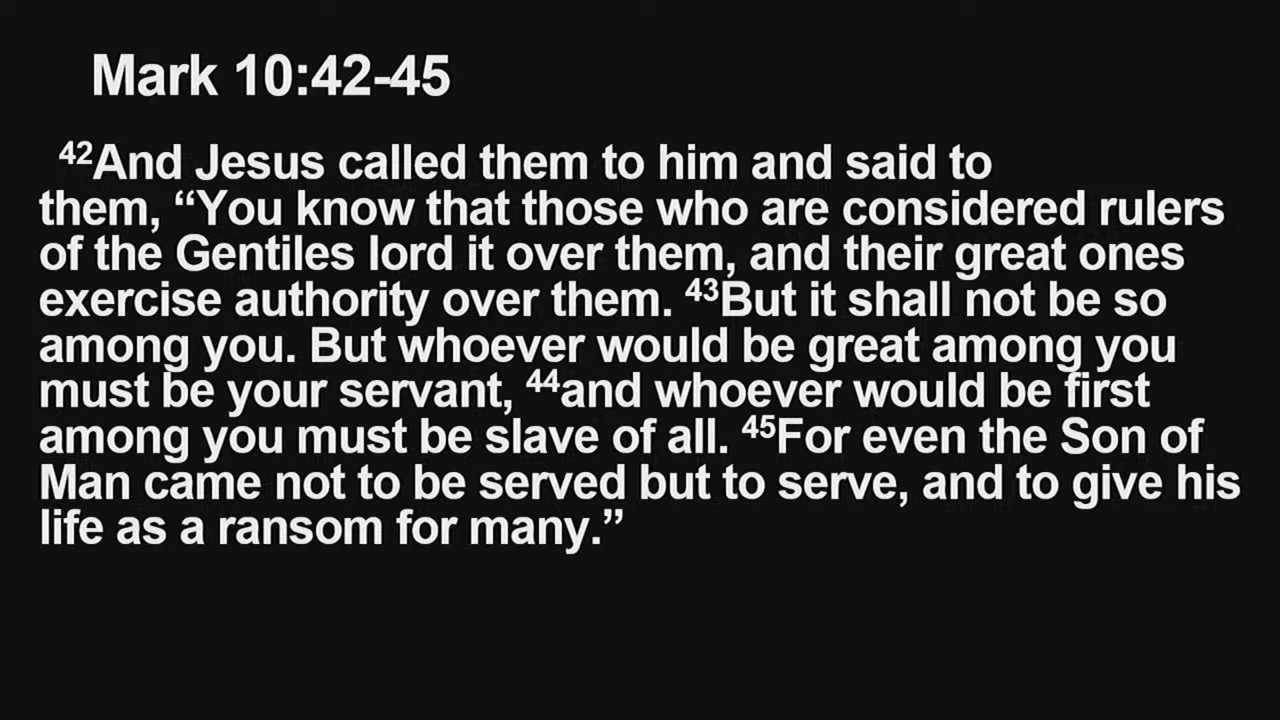 Mark 10:42-45
⁴²And Jesus called them to him and said to
them, “You know that those who are considered rulers
of the Gentiles lord it over them, and their great ones
exercise authority over them. ⁴³But it shall not be so
among you. But whoever would be great among you
must be your servant, ⁴⁴and whoever would be first
among you must be slave of all. ⁴⁵For even the Son of
Man came not to be served but to serve, and to give his
life as a ransom for many.”